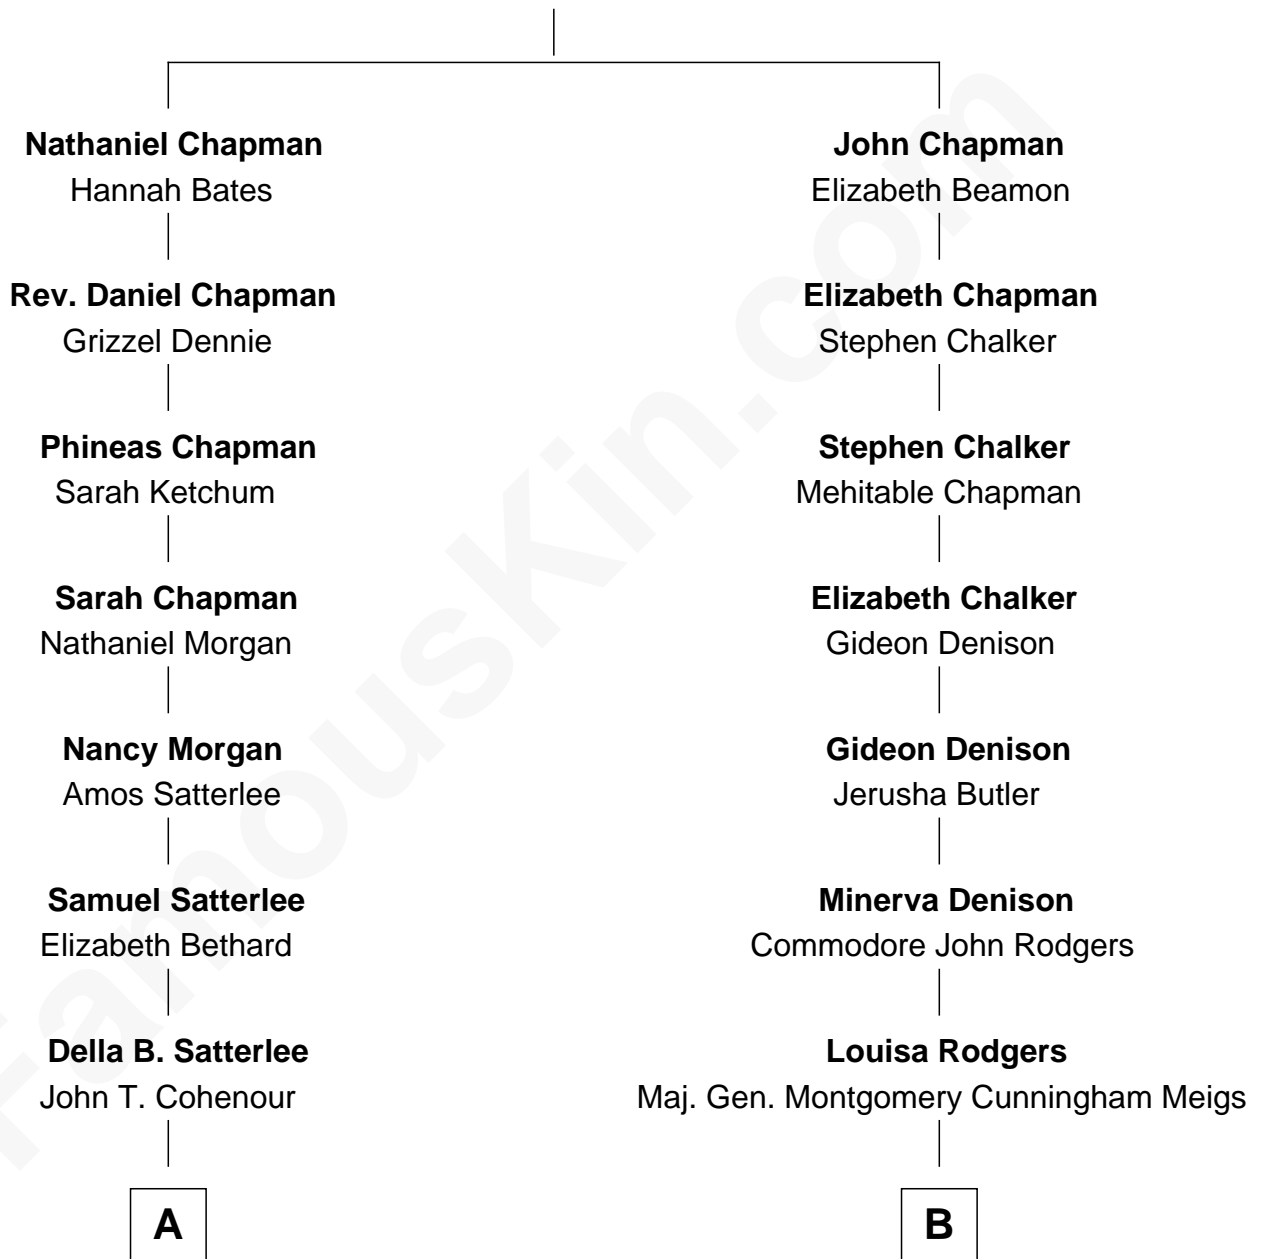 Nathaniel Chapman
Hannah Bates
Rev. Daniel Chapman
Grizzel Dennie
Phineas Chapman
Sarah Ketchum
Sarah Chapman
Nathaniel Morgan
Nancy Morgan
Amos Satterlee
Samuel Satterlee
Elizabeth Bethard
Della B. Satterlee
John T. Cohenour
A
John Chapman
Elizabeth Beamon
Elizabeth Chapman
Stephen Chalker
Stephen Chalker
Mehitable Chapman
Elizabeth Chalker
Gideon Denison
Gideon Denison
Jerusha Butler
Minerva Denison
Commodore John Rodgers
Louisa Rodgers
Maj. Gen. Montgomery Cunningham Meigs
B
FamousKin.com